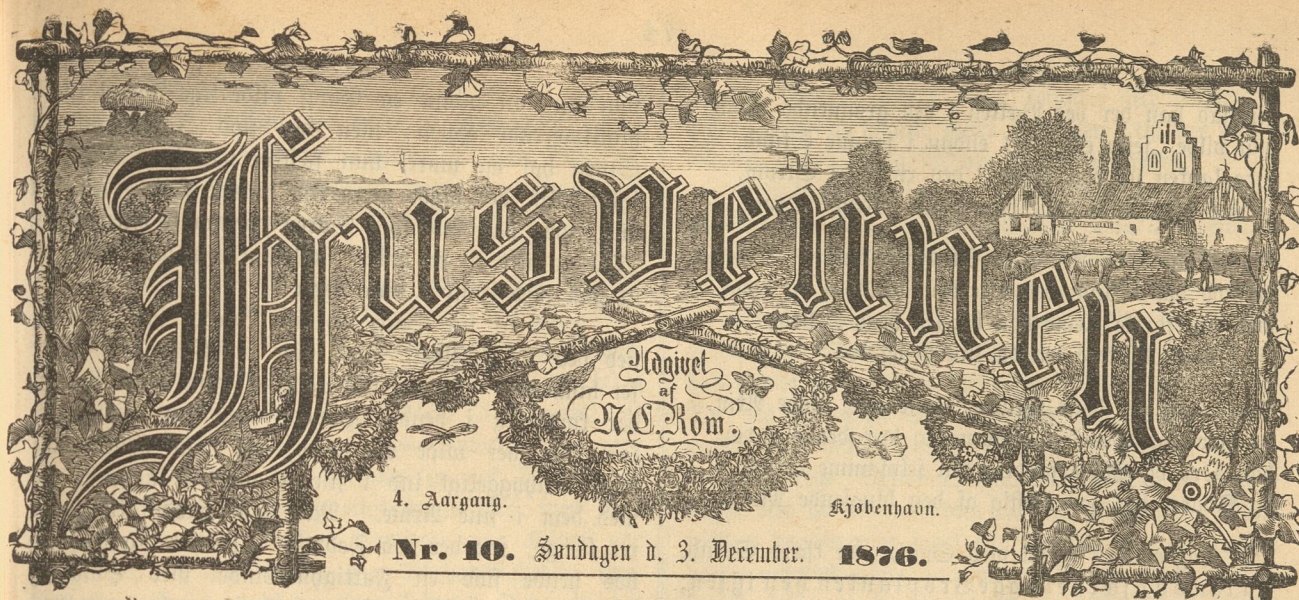 Husvennen
Udgivet
af
N. C. Rom.
4. Aargang.
Kjøbenhavn.
Nr. 10. Søndagen d. 3. December. 1876.